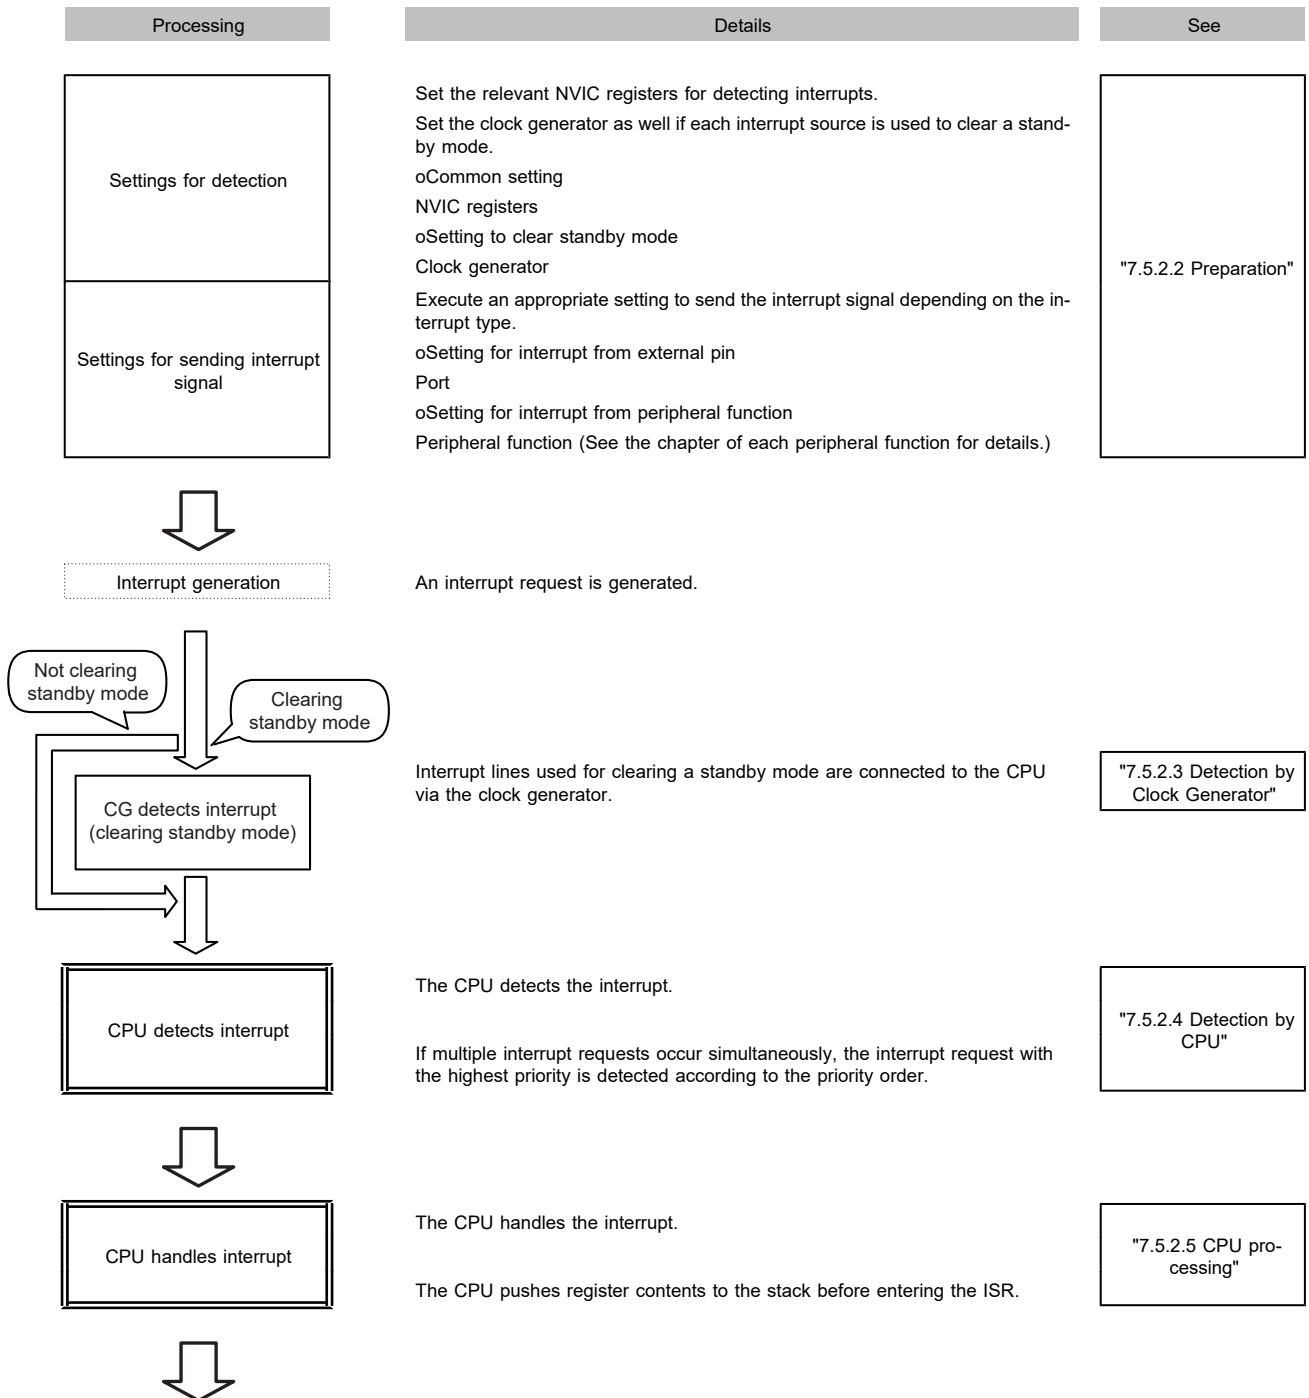 Processing
Details
See
Settings for detection
Set the relevant NVIC registers for detecting interrupts.
Set the clock generator as well if each interrupt source is used to clear a stand-
by mode.
oCommon setting
NVIC registers
oSetting to clear standby mode
Clock generator
"7.5.2.2 Preparation"
Settings for sending interrupt
signal
Execute an appropriate setting to send the interrupt signal depending on the in-
terrupt type.
oSetting for interrupt from external pin
Port
oSetting for interrupt from peripheral function
Peripheral function (See the chapter of each peripheral function for details.)
Interrupt generation
An interrupt request is generated.
Not clearing
standby mode
Clearing
standby mode
CG detects interrupt
(clearing standby mode)
Interrupt lines used for clearing a standby mode are connected to the CPU
via the clock generator.
"7.5.2.3 Detection by
Clock Generator"
CPU detects interrupt
The CPU detects the interrupt.
If multiple interrupt requests occur simultaneously, the interrupt request with
the highest priority is detected according to the priority order.
"7.5.2.4 Detection by
CPU"
CPU handles interrupt
The CPU handles the interrupt.
The CPU pushes register contents to the stack before entering the ISR.
"7.5.2.5 CPU pro-
cessing"